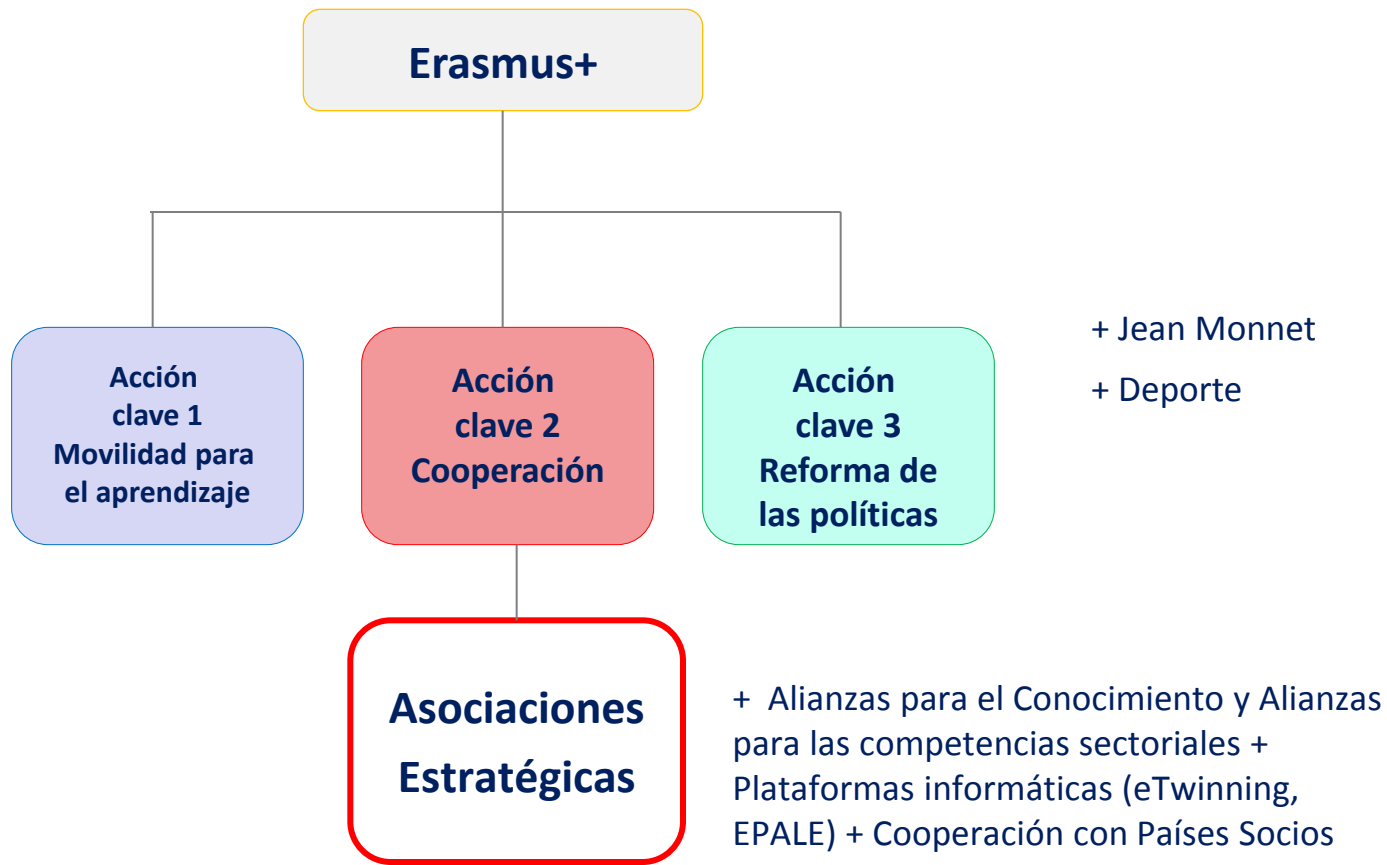 Erasmus+
Acción
clave 1
Movilidad para
el aprendizaje
Acción
clave 2
Cooperación
Acción
clave 3
Reforma de
las políticas
+ Jean Monnet
+ Deporte
Asociaciones
Estratégicas
+ Alianzas para el Conocimiento y Alianzas
para las competencias sectoriales +
Plataformas informáticas (eTwinning,
EPALE) + Cooperación con Países Socios